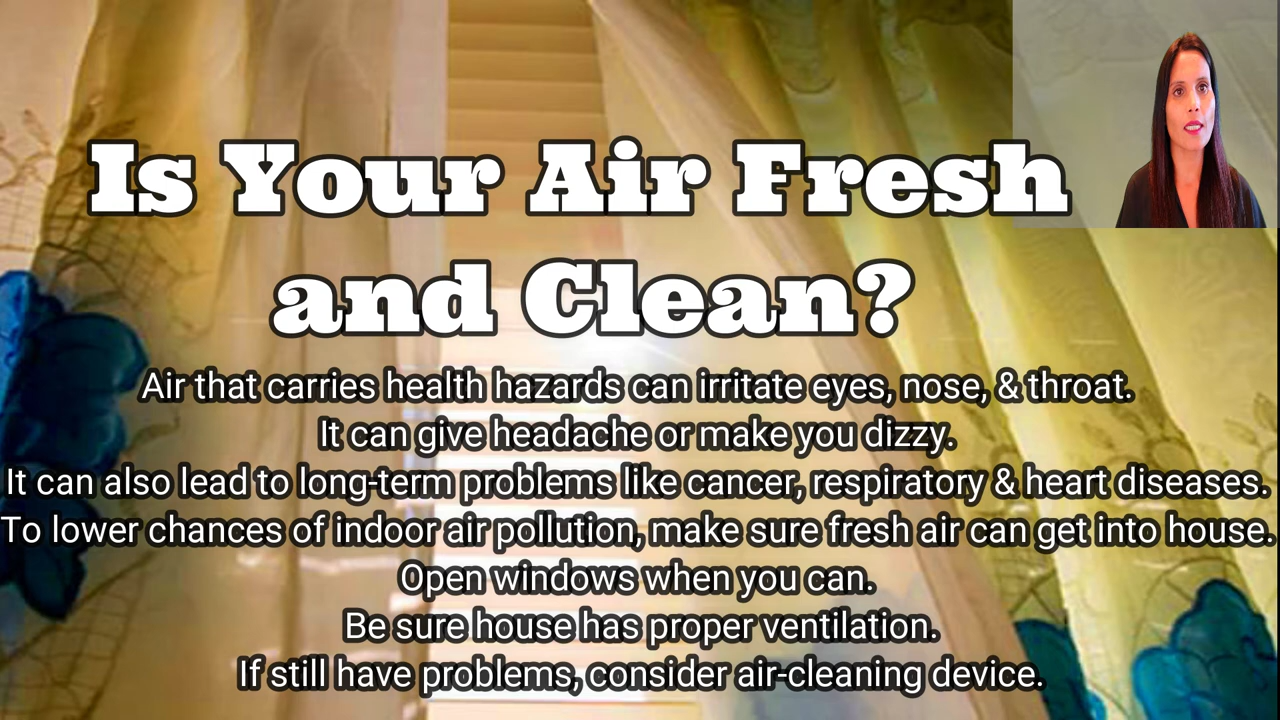 Is Your Air Fresh
and Clean?
Air that carries health hazards can irritate eyes, nose, & throat.
It can give headache or make you dizzy.
It can also lead to long-term problems like cancer, respiratory & heart diseases.
To lower chances of indoor air pollution, make sure fresh air can get into house.
Open windows when you can.
Be sure house has proper ventilation.
If still have problems, consider air-cleaning device.